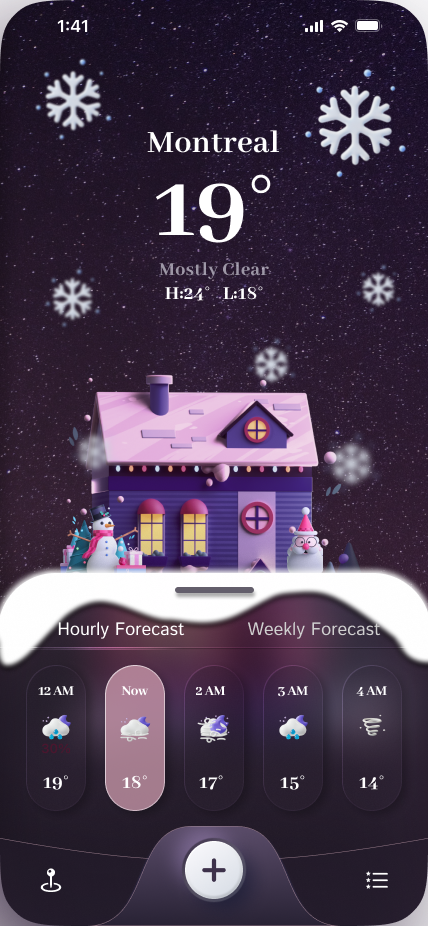 1:41
Montreal
19°
Mostly Clear
H:24° L:18°
Hourly Forecast Weekly Forecast
12 AM Now 2 AM 3 AM 4 AM
19° 18° 17° 15° 14°